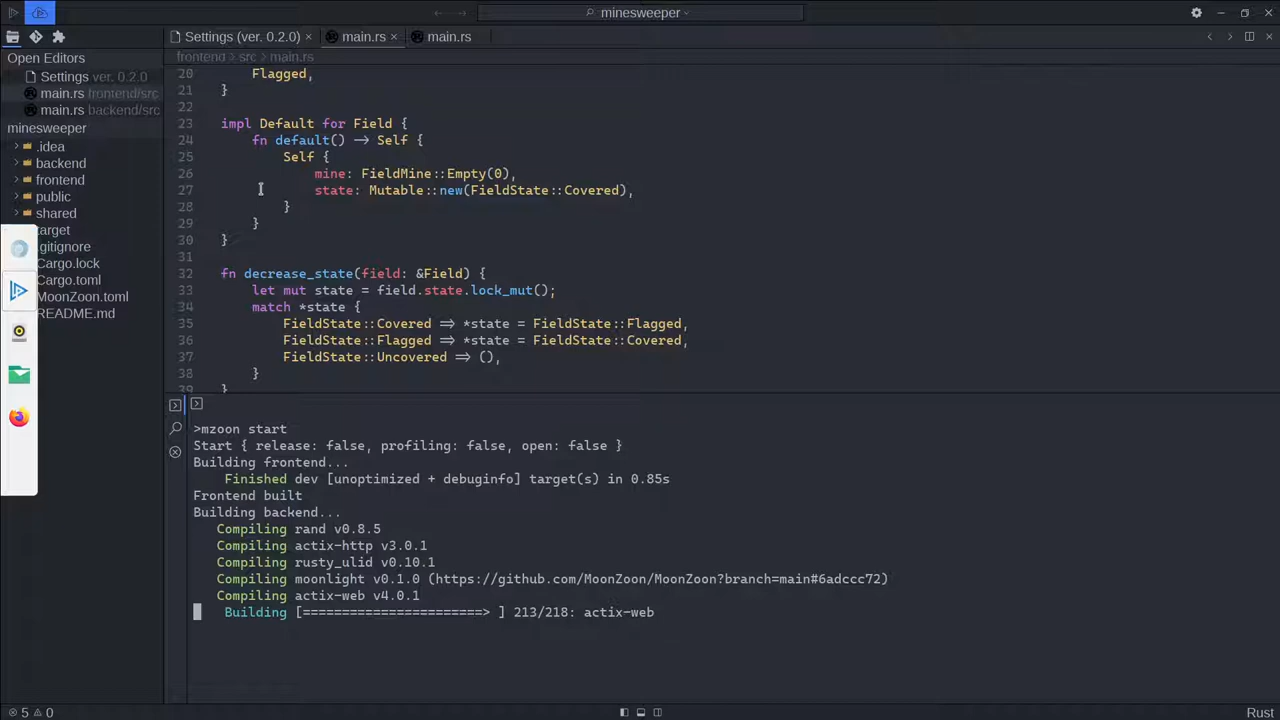 minesweeper
Settings (ver. 0.2.0)
main.rs
main.rs
Open Editors
Settings ver. 0.2.0
main.rs frontend/src
main.rs backend/src
minesweeper
.idea
backend
frontend
public
shared
target
.gitignore
Cargo.lock
Cargo.toml
MoonZoon.toml
README.md
frontend > src > main.rs
20 Flagged,
21 }
22
23 impl Default for Field {
24 fn default() -> Self {
25 Self {
26 mine: FieldMine::Empty(0),
27 state: Mutable::new(FieldState::Covered),
28 }
29 }
30 }
31
32 fn decrease_state(field: &Field) {
33 let mut state = field.state.lock_mut();
34 match *state {
35 FieldState::Covered => *state = FieldState::Flagged,
36 FieldState::Flagged => *state = FieldState::Covered,
37 FieldState::Uncovered => (),
38 }
39 }
>mzoon start
Start { release: false, profiling: false, open: false }
Building frontend...
Finished dev [unoptimized + debuginfo] target(s) in 0.85s
Frontend built
Building backend...
Compiling rand v0.8.5
Compiling actix-http v3.0.1
Compiling rusty_ulid v0.10.1
Compiling moonlight v0.1.0 (https://github.com/MoonZoon/MoonZoon?branch=main#6adccc72)
Compiling actix-web v4.0.1
Building [=======================> ] 213/218: actix-web
5 0
Rust